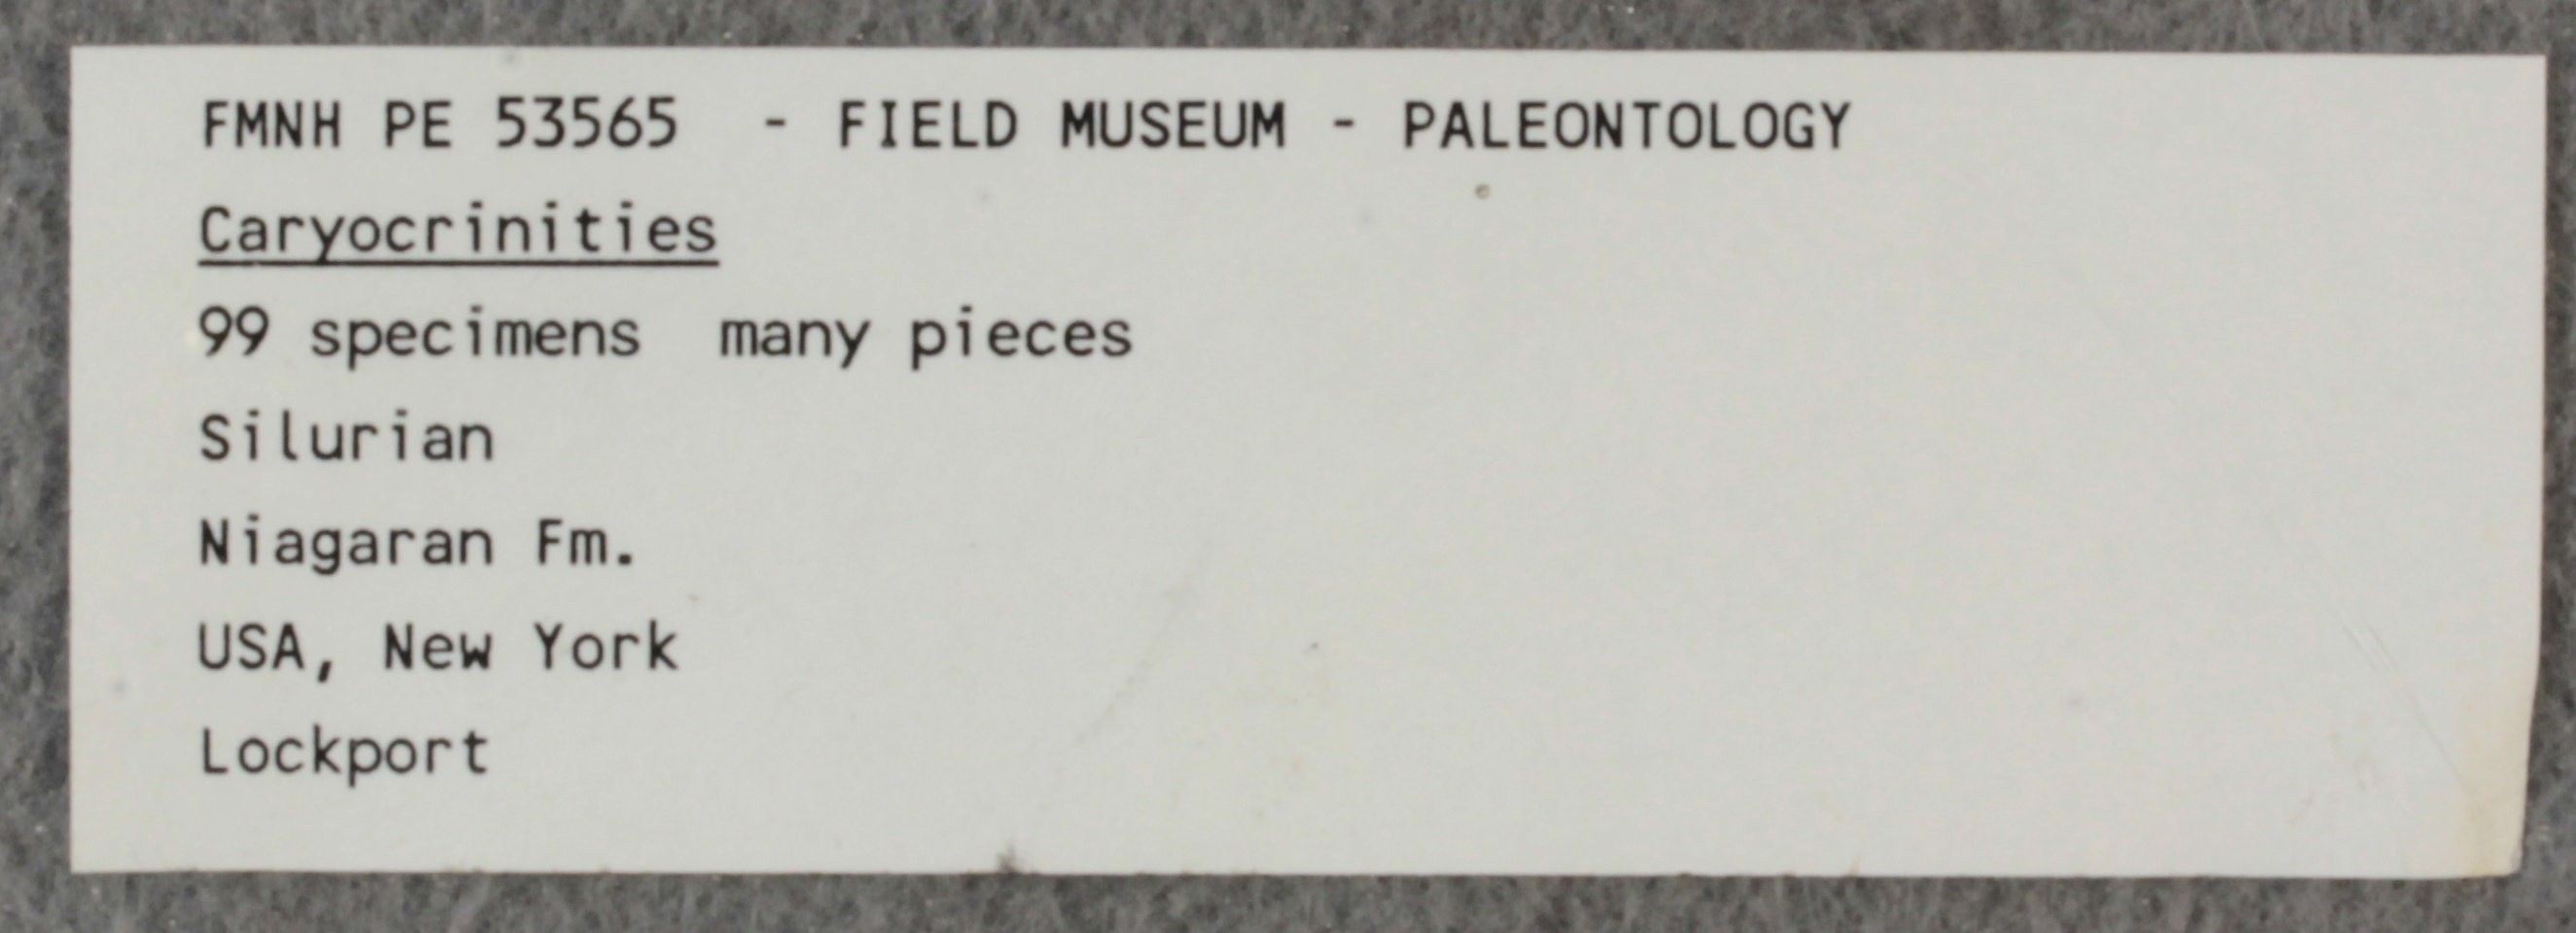 FMNH PE 53565 - FIELD MUSEUM - PALEONTOLOGY
Caryocrinities
99 specimens many pieces
Silurian
Niagaran Fm.
USA, New York
Lockport